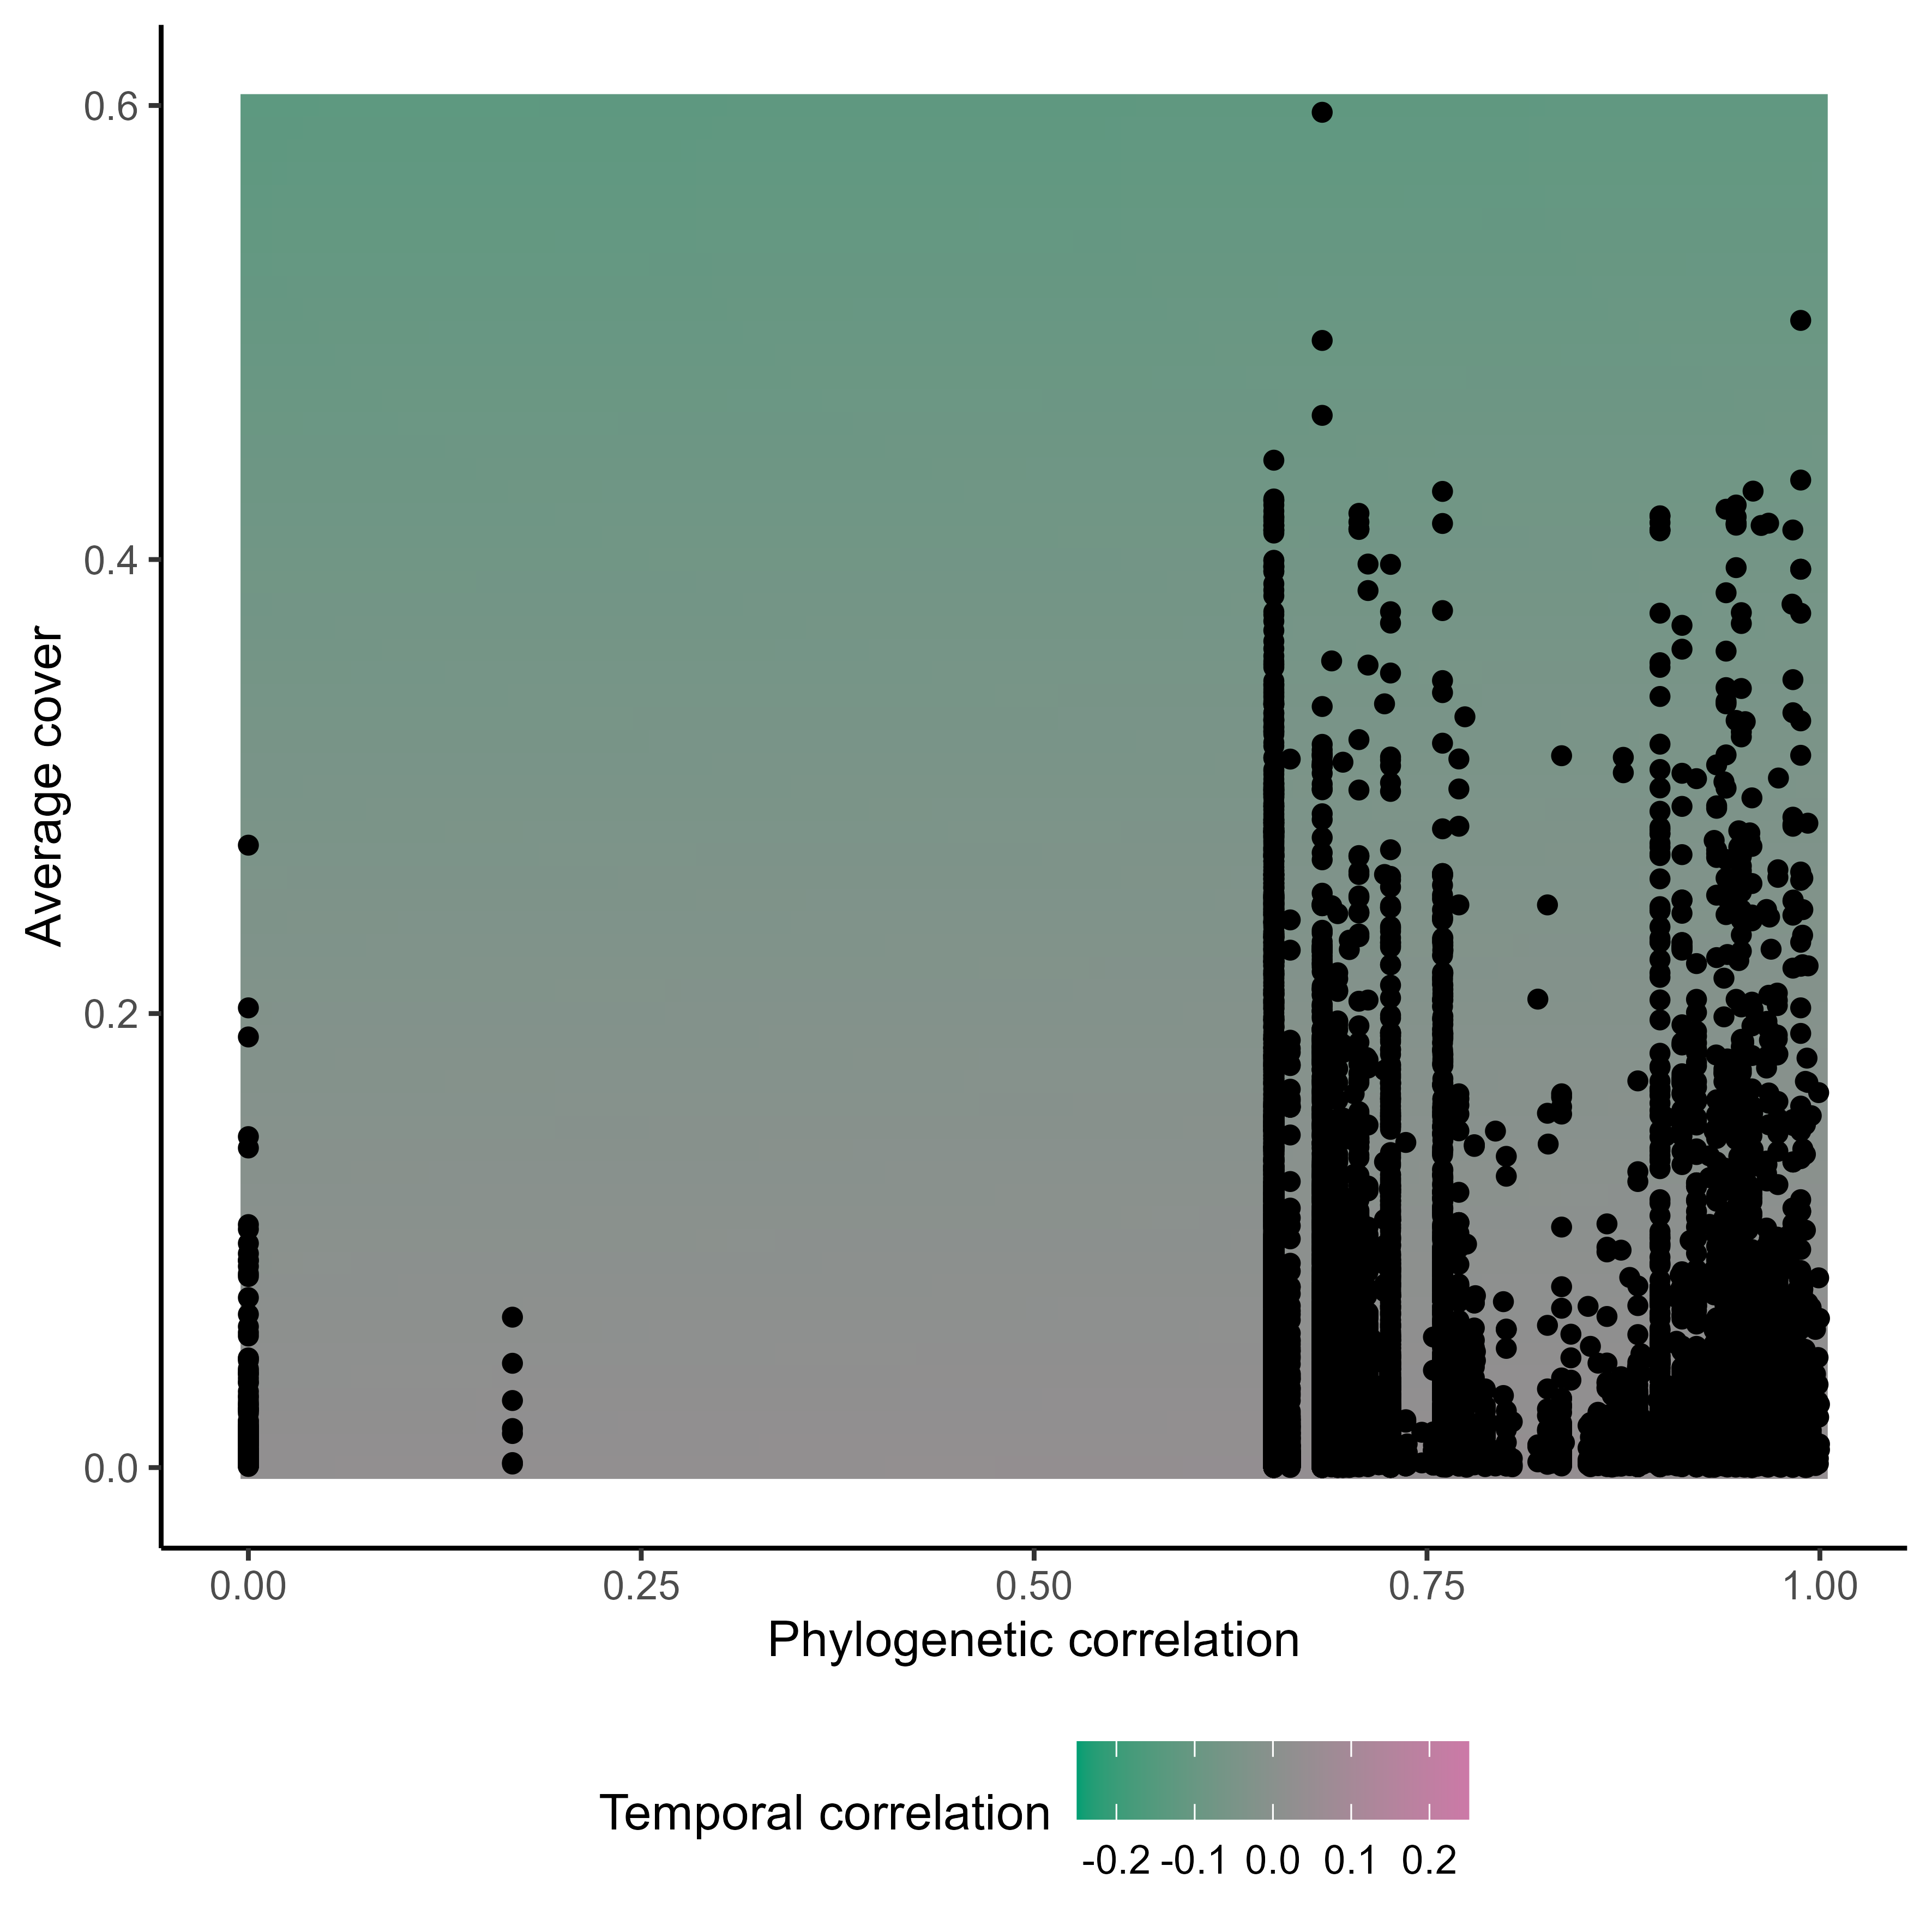 0.6
0.4
0.2
0.0
Average cover
0.00 0.25 0.50 0.75 1.00
Phylogenetic correlation
Temporal correlation
-0.2 -0.1 0.0 0.1 0.2